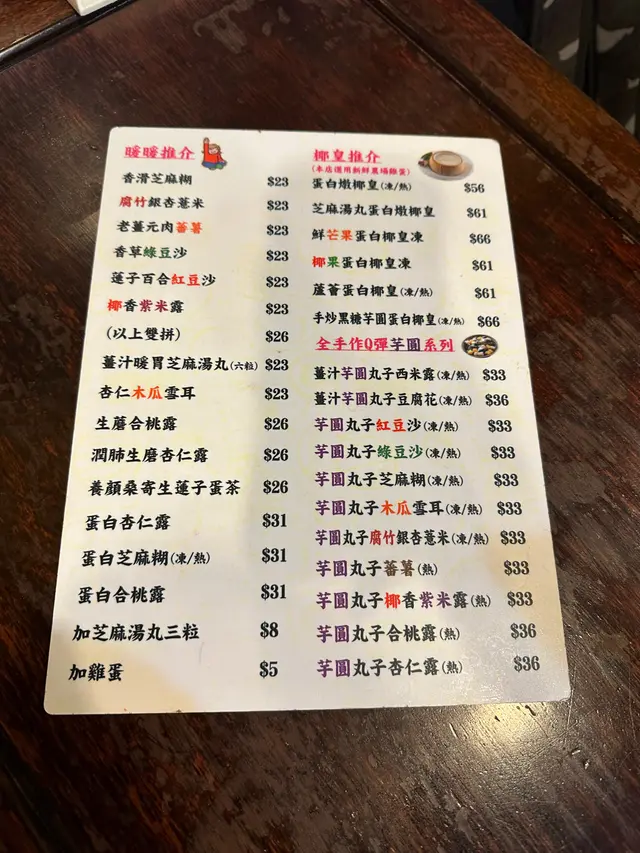 暖暖推介
香滑芝麻糊 $23
腐竹銀杏薏米 $23
老薑元肉蕃薯 $23
香草綠豆沙 $23
蓮子百合紅豆沙 $23
椰香紫米露 $23
(以上雙拼) $26
薑汁暖胃芝麻湯丸(六粒) $23
杏仁木瓜雪耳 $23
生磨合桃露 $26
潤肺生磨杏仁露 $26
養顏桑寄生蓮子蛋茶 $26
蛋白杏仁露 $31
蛋白芝麻糊(凍/熱) $31
蛋白合桃露 $31
加芝麻湯丸三粒 $8
加雞蛋 $5
椰皇推介
(本店選用新鮮農場雞蛋)
蛋白燉椰皇(凍/熱) $56
芝麻湯丸蛋白燉椰皇 $61
鮮芒果蛋白椰皇凍 $66
椰果蛋白椰皇凍 $61
蘆薈蛋白椰皇(凍/熱) $61
手炒黑糖芋圓蛋白椰皇(凍/熱) $66
全手作Q彈芋圓系列
薑汁芋圓丸子西米露(凍/熱) $33
薑汁芋圓丸子豆腐花(凍/熱) $36
芋圓丸子紅豆沙(凍/熱) $33
芋圓丸子綠豆沙(凍/熱) $33
芋圓丸子芝麻糊(凍/熱) $33
芋圓丸子木瓜雪耳(凍/熱) $33
芋圓丸子腐竹銀杏薏米(凍/熱) $33
芋圓丸子蕃薯(熱) $33
芋圓丸子椰香紫米露(熱) $33
芋圓丸子合桃露(熱) $36
芋圓丸子杏仁露(熱) $36